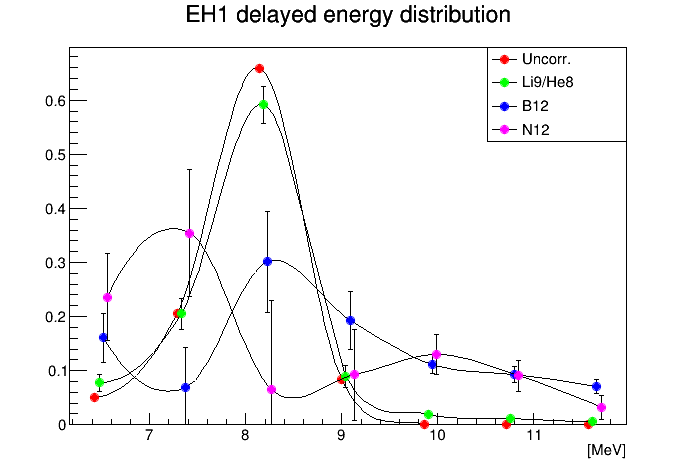 EH1 delayed energy distribution
Uncorr.
Li9/He8
B12
N12
0.6
0.5
0.4
0.3
0.2
0.1
0
7 8 9 10 11
[MeV]